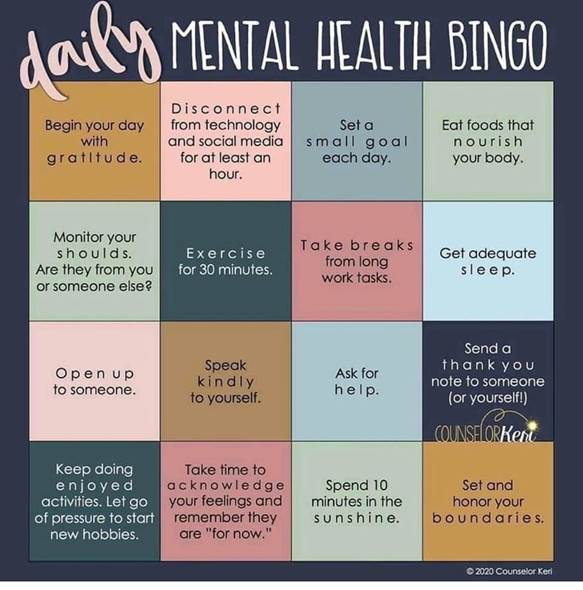 daily MENTAL HEALTH BINGO
Begin your day
with
gratitude.
Disconnect
from technology
and social media
for at least an
hour.
Set a
small goal
each day.
Eat foods that
nourish
your body.
Monitor your
shoulds.
Are they from you
or someone else?
Exercise
for 30 minutes.
Take breaks
from long
work tasks.
Get adequate
sleep.
Open up
to someone.
Speak
kindly
to yourself.
Ask for
help.
Send a
thank you
note to someone
(or yourself!)
COUNSELORKeri
Keep doing
enjoyed
activities. Let go
of pressure to start
new hobbies.
Take time to
acknowledge
your feelings and
remember they
are "for now."
Spend 10
minutes in the
sunshine.
Set and
honor your
boundaries.
© 2020 Counselor Keri